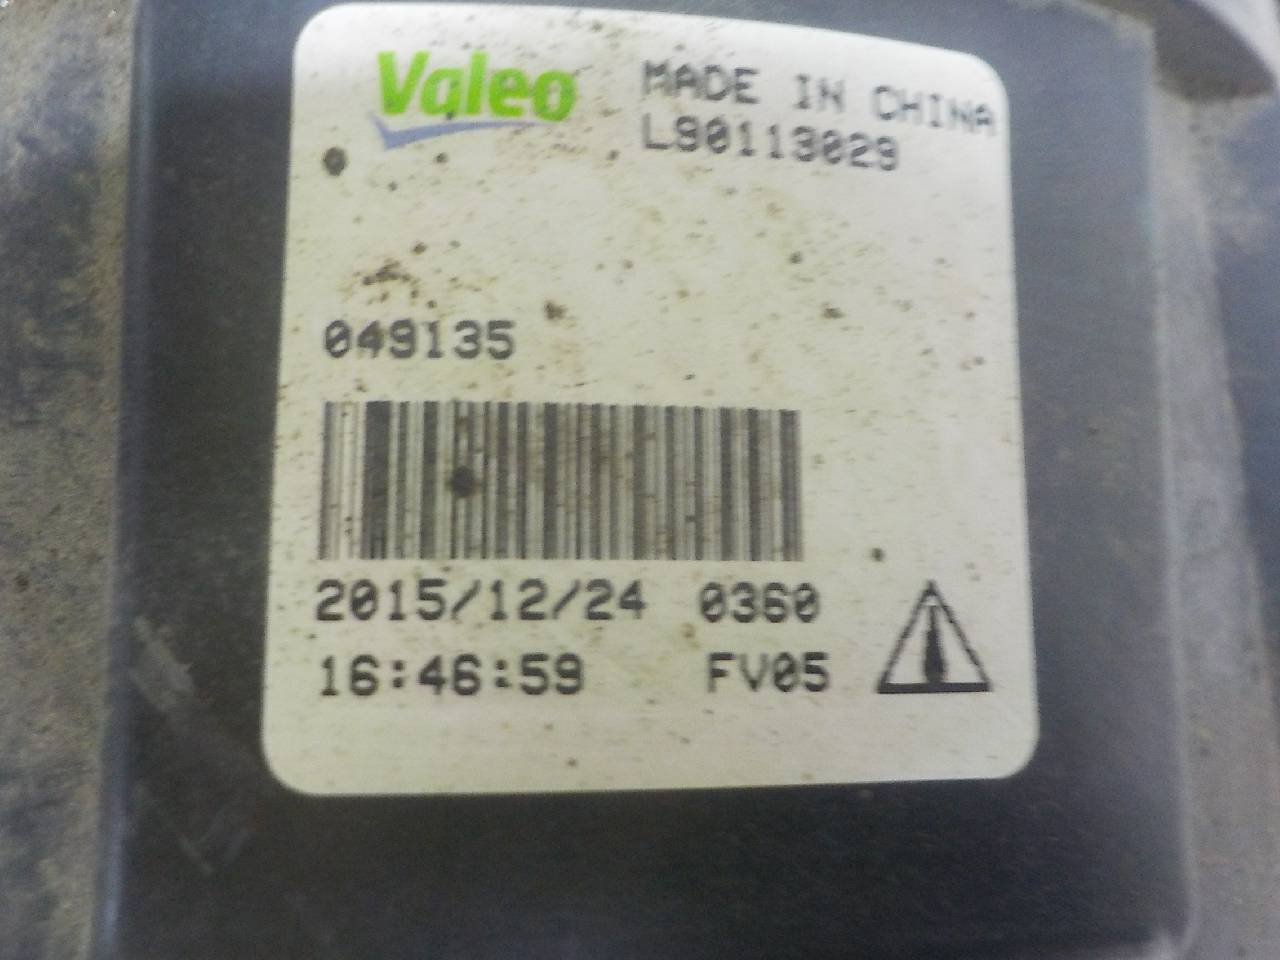 Valeo
MADE IN CHINA
L90113029
049135
2015/12/24 0360
16:46:59 FV05